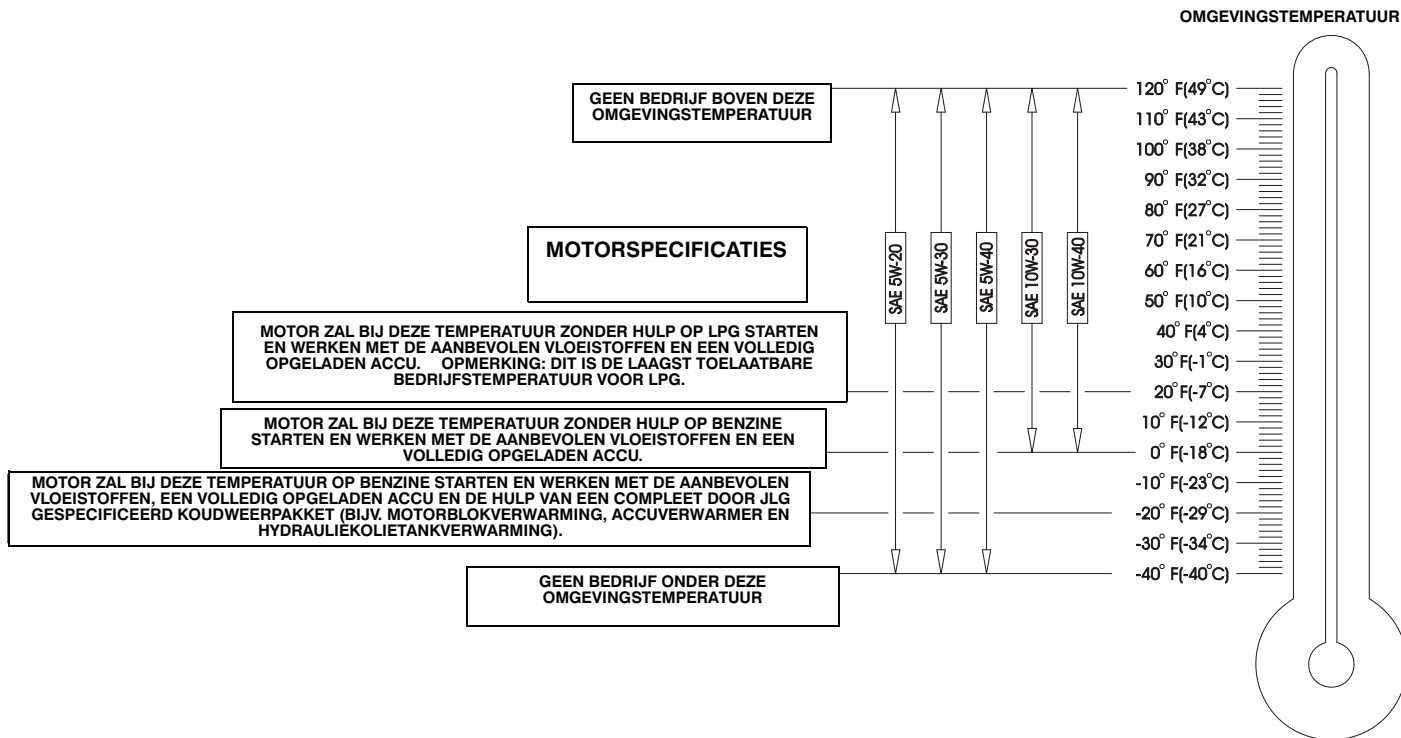 OMGEVINGSTEMPERATUUR
GEEN BEDRIJF BOVEN DEZE
OMGEVINGSTEMPERATUUR
120° F(49°C)
110° F(43°C)
100° F(38°C)
90° F(32°C)
80° F(27°C)
70° F(21°C)
60° F(16°C)
50° F(10°C)
40° F(4°C)
30° F(-1°C)
20° F(-7°C)
10° F(-12°C)
0° F(-18°C)
-10° F(-23°C)
-20° F(-29°C)
-30° F(-34°C)
-40° F(-40°C)
MOTORSPECIFICATIES
SAE 5W-20
SAE 5W-30
SAE 5W-40
SAE 10W-30
SAE 10W-40
MOTOR ZAL BIJ DEZE TEMPERATUUR ZONDER HULP OP LPG STARTEN
EN WERKEN MET DE AANBEVOLEN VLOEISTOFFEN EN EEN VOLLEDIG
OPGELADEN ACCU. OPMERKING: DIT IS DE LAAGST TOELAATBARE
BEDRIJFSTEMPERATUUR VOOR LPG.
MOTOR ZAL BIJ DEZE TEMPERATUUR ZONDER HULP OP BENZINE
STARTEN EN WERKEN MET DE AANBEVOLEN VLOEISTOFFEN EN EEN
VOLLEDIG OPGELADEN ACCU.
MOTOR ZAL BIJ DEZE TEMPERATUUR OP BENZINE STARTEN EN WERKEN MET DE AANBEVOLEN
VLOEISTOFFEN, EEN VOLLEDIG OPGELADEN ACCU EN DE HULP VAN EEN COMPLEET DOOR JLG
GESPECIFICEERD KOUDWEERPAKKET (BIJV. MOTORBLOKVERWARMING, ACCUVERWARMER EN
HYDRAULIEKOLIETANKVERWARMING).
GEEN BEDRIJF ONDER DEZE
OMGEVINGSTEMPERATUUR